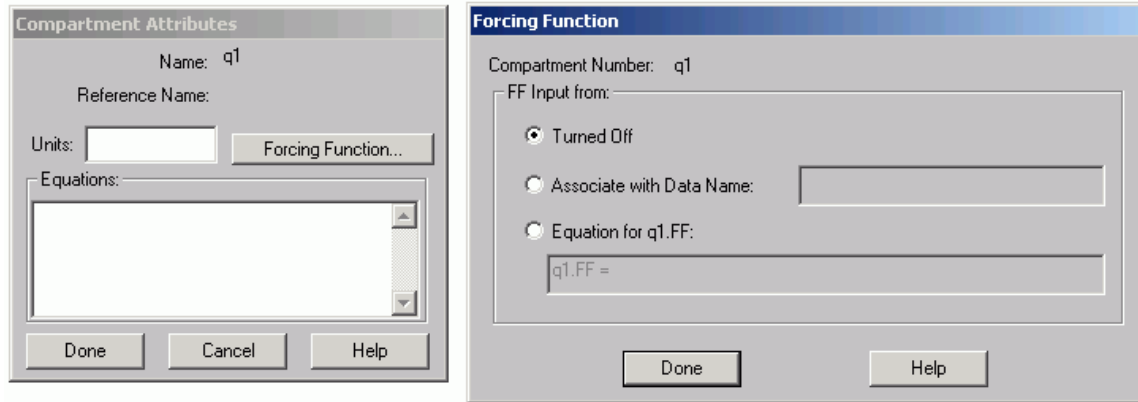 Compartment Attributes
Name: q1
Reference Name:
Units:
Forcing Function...
Equations:
Done
Cancel
Help
Forcing Function
Compartment Number: q1
FF Input from:
Turned Off
Associate with Data Name:
Equation for q1.FF:
q1.FF =
Done
Help